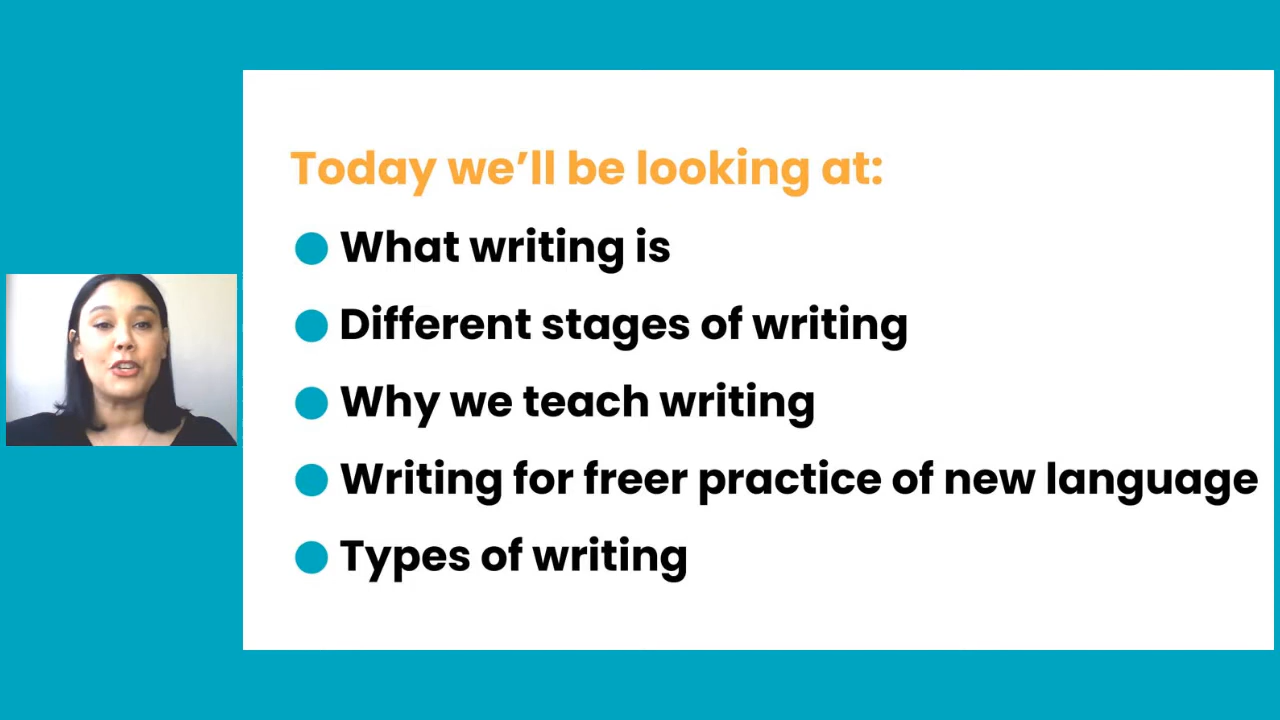 Today we’ll be looking at:
What writing is
Different stages of writing
Why we teach writing
Writing for freer practice of new language
Types of writing